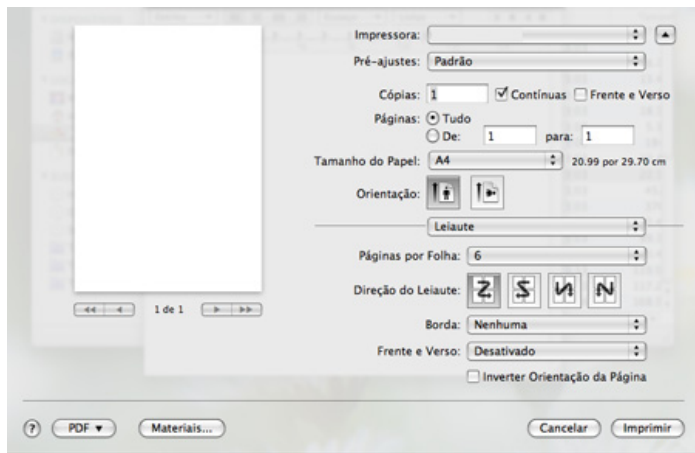 Impressora:
Pré-ajustes: Padrão
Cópias: 1 Contínuas Frente e Verso
Páginas: Tudo
De: 1 para: 1
Tamanho do Papel: A4 20.99 por 29.70 cm
Orientação:
Leiaute
Páginas por Folha: 6
Direção do Leiaute:
1 de 1
Borda: Nenhuma
Frente e Verso: Desativado
Inverter Orientação da Página
? PDF Materiais... Cancelar Imprimir